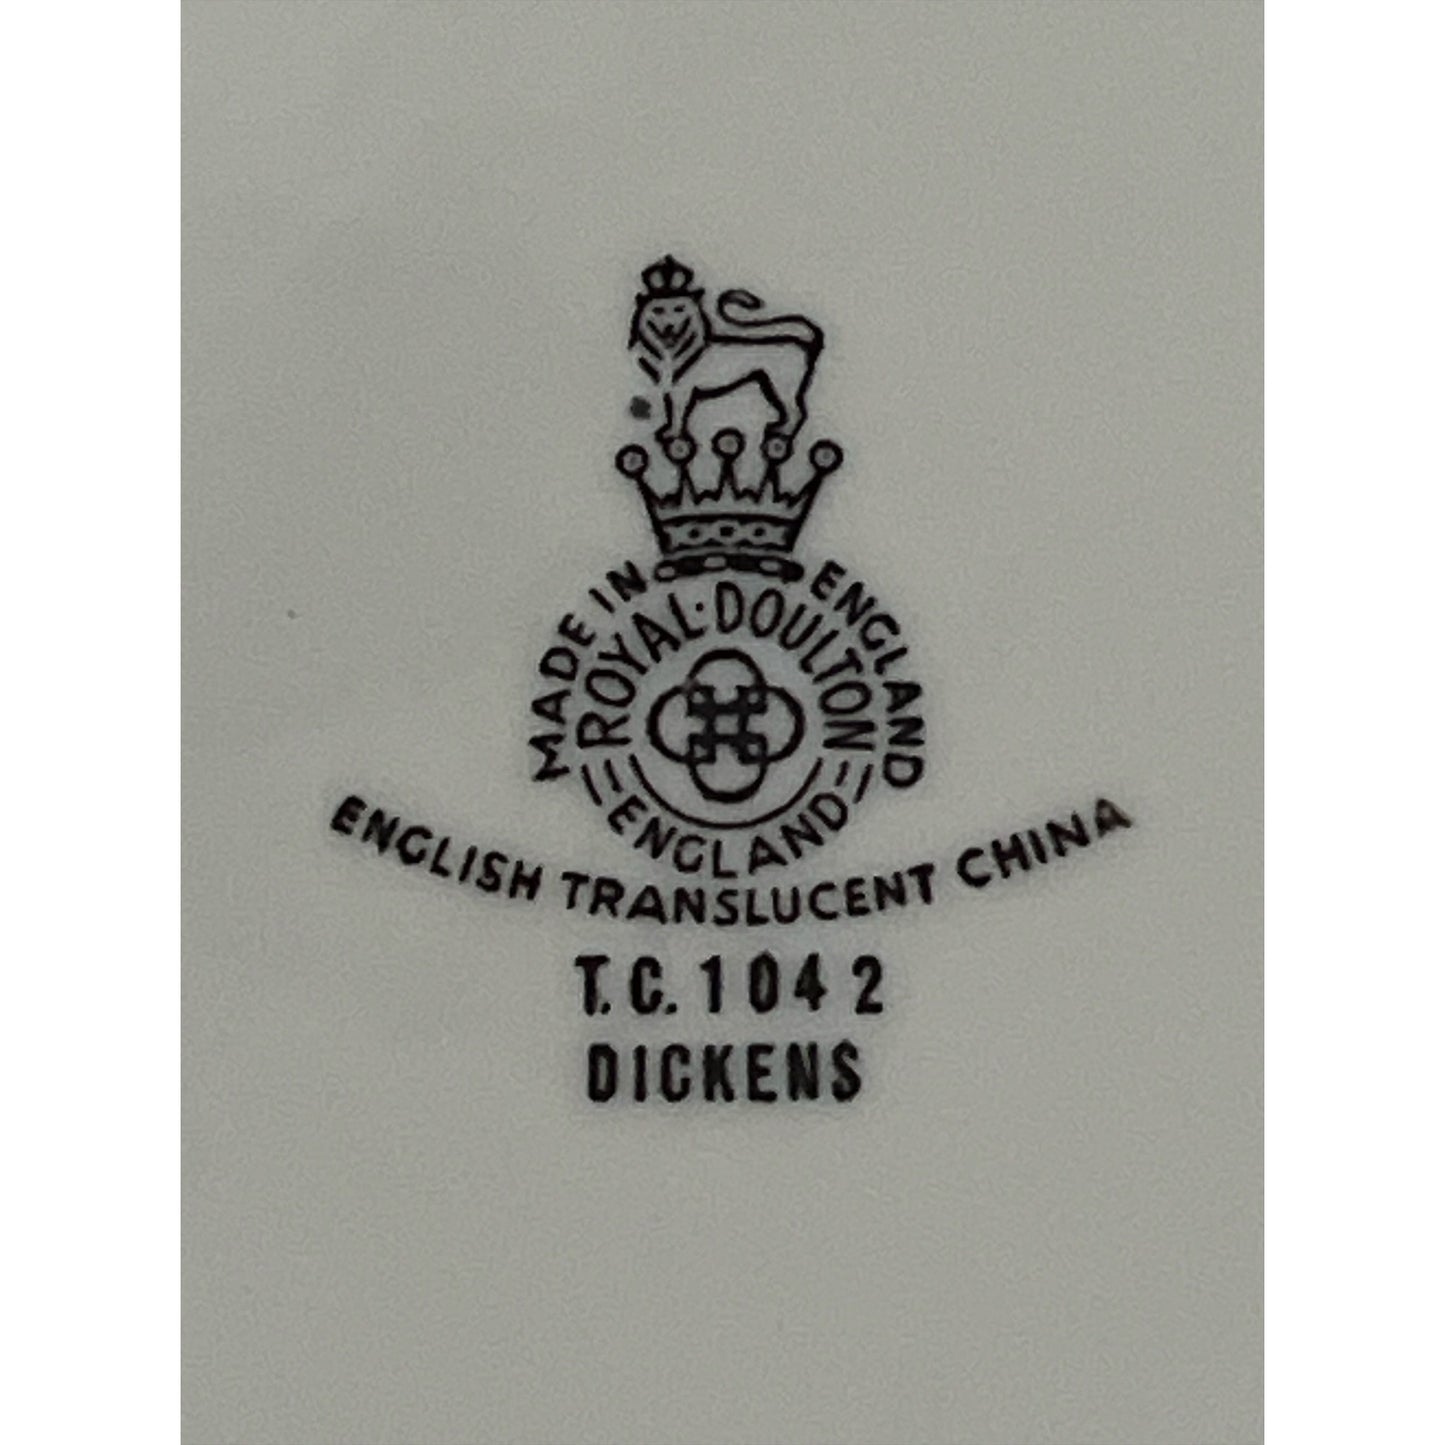 MADE IN ENGLAND
ROYAL·DOULTON
ENGLAND
ENGLISH TRANSLUCENT CHINA
T.C.1042
DICKENS